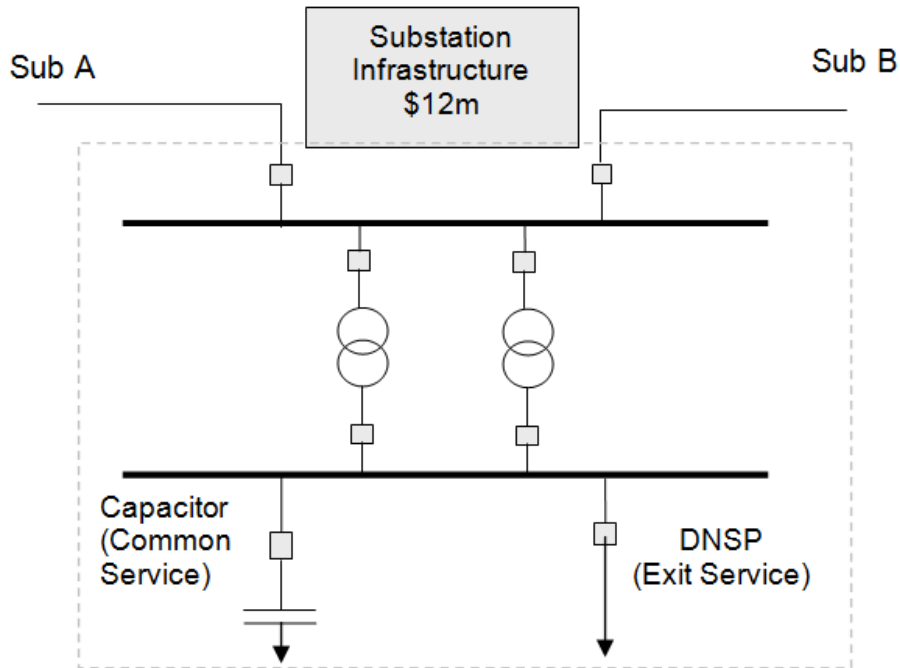 Substation
Infrastructure
$12m
Sub A
Sub B
Capacitor
(Common
Service)
DNSP
(Exit Service)